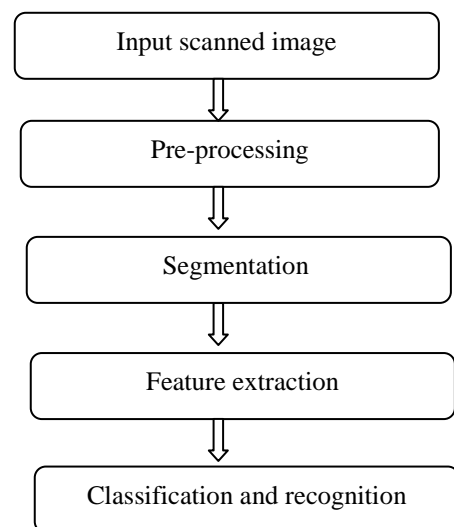 Input scanned image
Pre-processing
Segmentation
Feature extraction
Classification and recognition